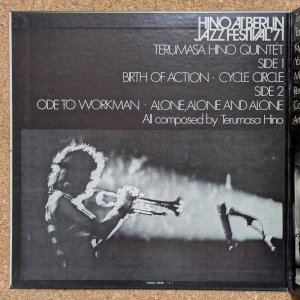 HINO AT BERLIN
JAZZ FESTIVAL '71
TERUMASA HINO QUINTET
SIDE 1
BIRTH OF ACTION · CYCLE CIRCLE
SIDE 2
ODE TO WORKMAN · ALONE, ALONE AND ALONE
All composed by Terumasa Hino